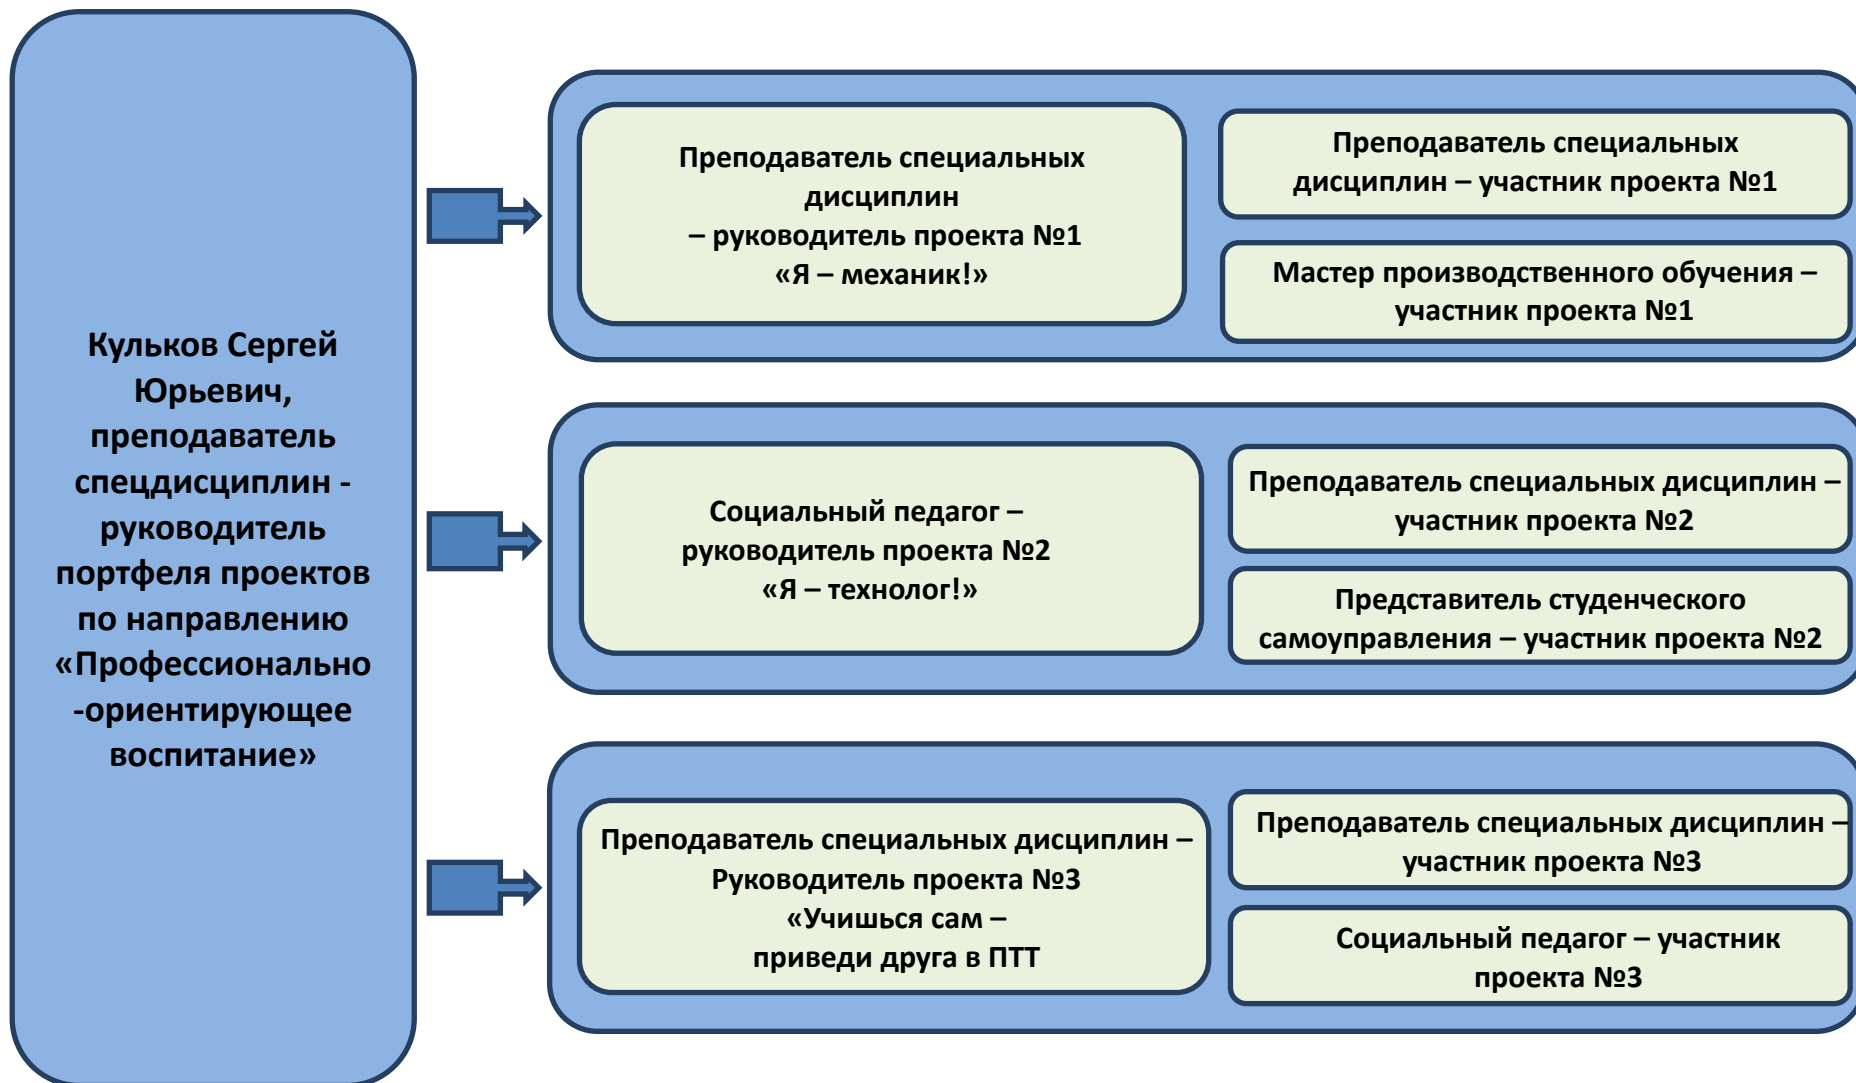 Кульков Сергей
Юрьевич,
преподаватель
спецдисциплин -
руководитель
портфеля проектов
по направлению
«Профессионально
-ориентирующее
воспитание»
Преподаватель специальных
дисциплин
– руководитель проекта №1
«Я – механик!»
Преподаватель специальных
дисциплин – участник проекта №1
Мастер производственного обучения –
участник проекта №1
Социальный педагог –
руководитель проекта №2
«Я – технолог!»
Преподаватель специальных дисциплин –
участник проекта №2
Представитель студенческого
самоуправления – участник проекта №2
Преподаватель специальных дисциплин –
Руководитель проекта №3
«Учишься сам –
приведи друга в ПТТ
Преподаватель специальных дисциплин –
участник проекта №3
Социальный педагог – участник
проекта №3